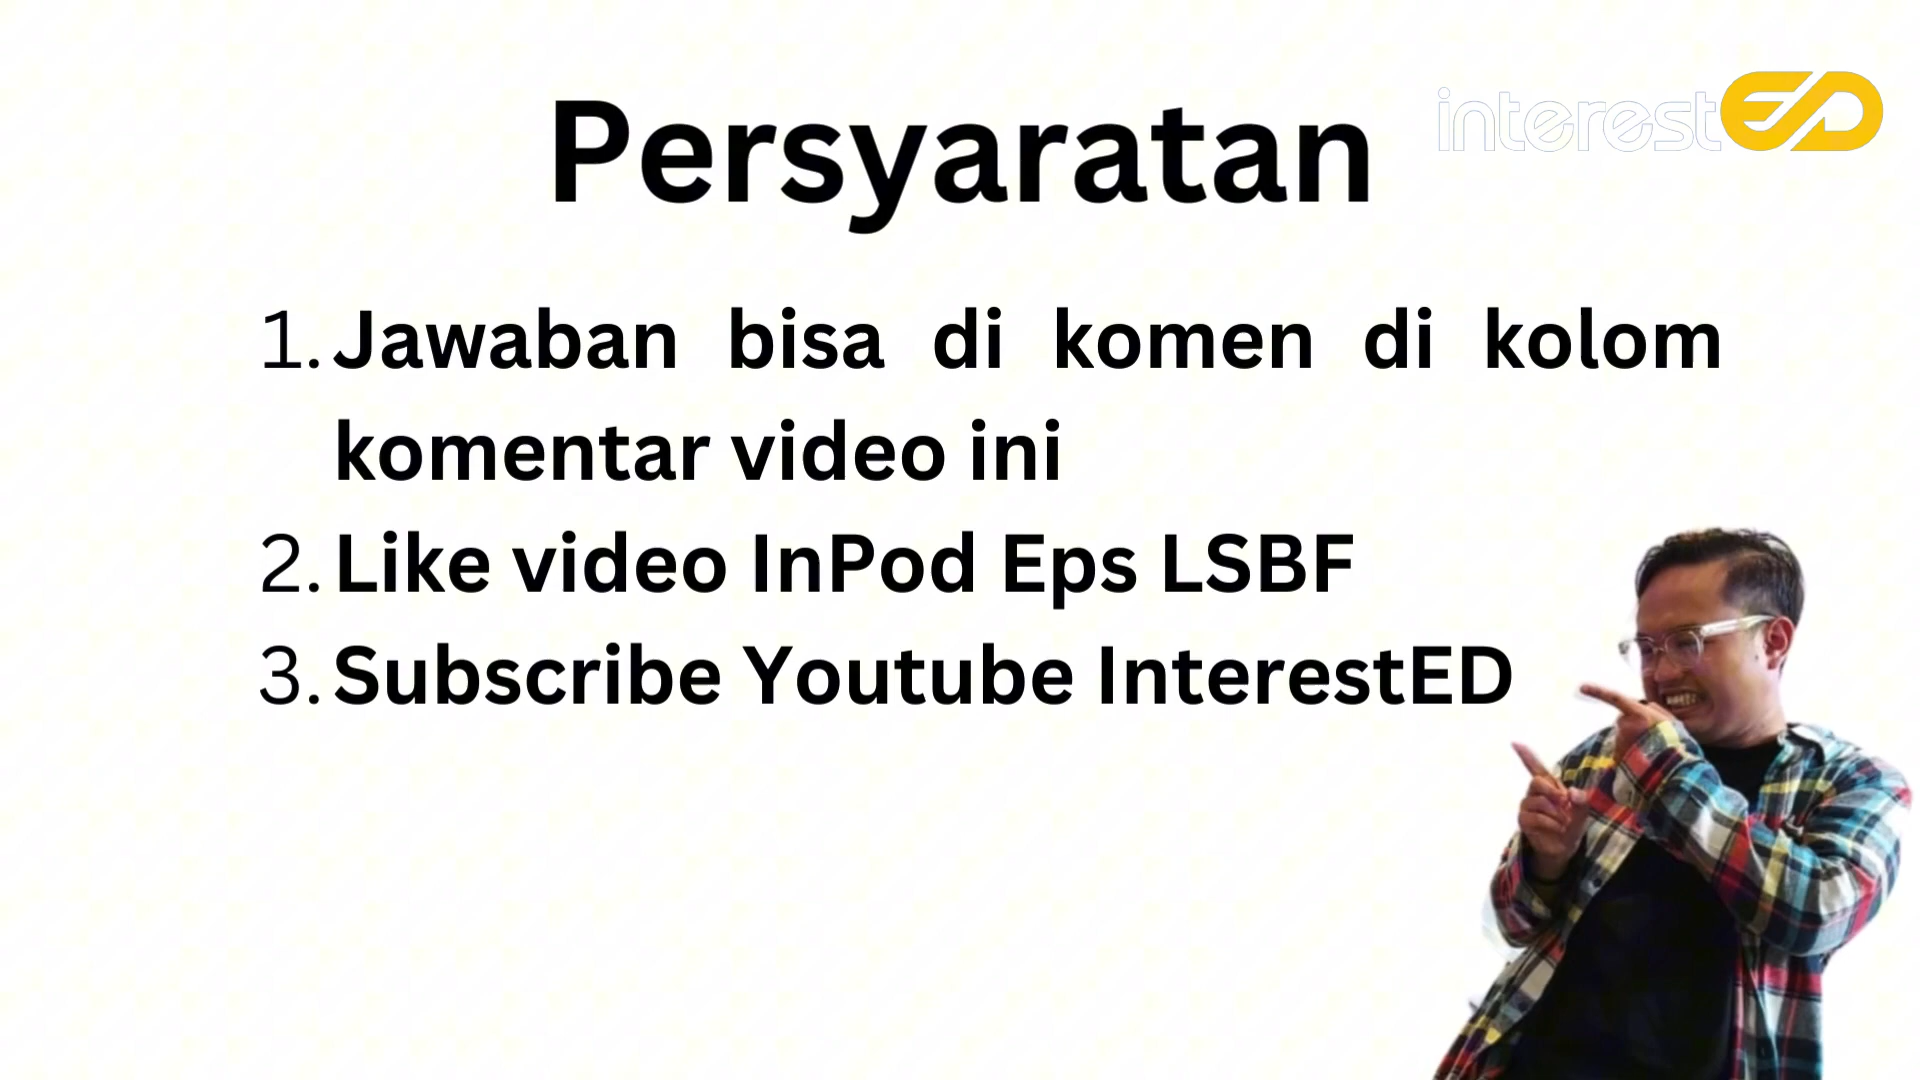 Persyaratan
interestED
1. Jawaban bisa di komen di kolom
komentar video ini
2. Like video InPod Eps LSBF
3. Subscribe Youtube InterestED